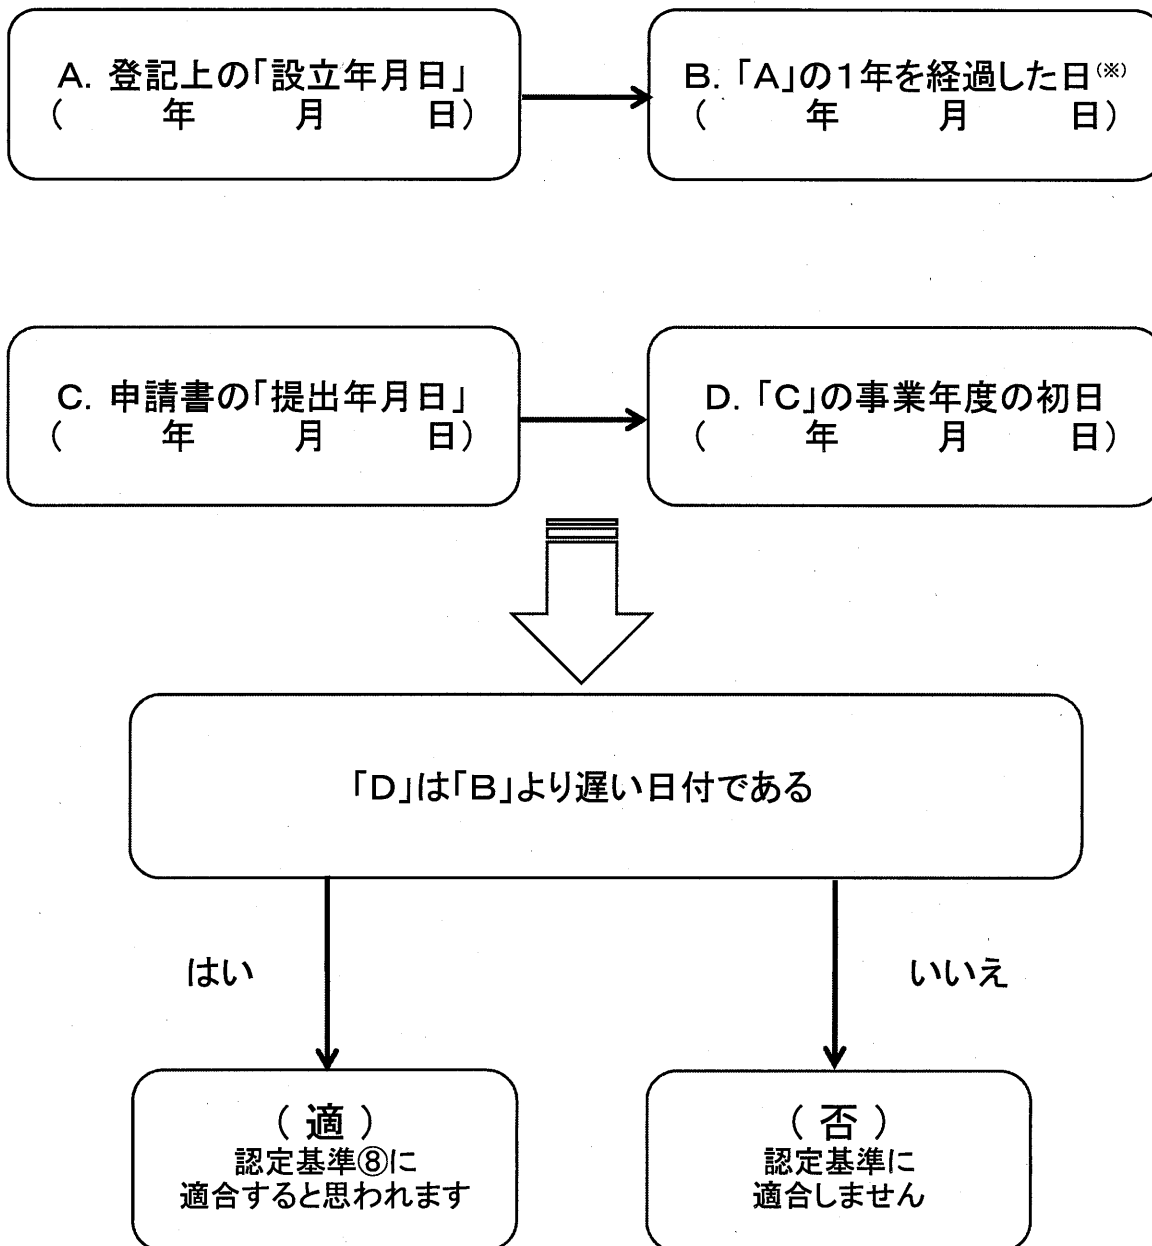 A. 登記上の「設立年月日」
(　　　年　　　月　　　日)
B. 「A」の1年を経過した日(※)
(　　　年　　　月　　　日)
C. 申請書の「提出年月日」
(　　　年　　　月　　　日)
D. 「C」の事業年度の初日
(　　　年　　　月　　　日)
「D」は「B」より遅い日付である
はい
いいえ
(適)
認定基準⑧に
適合すると思われます
(否)
認定基準に
適合しません